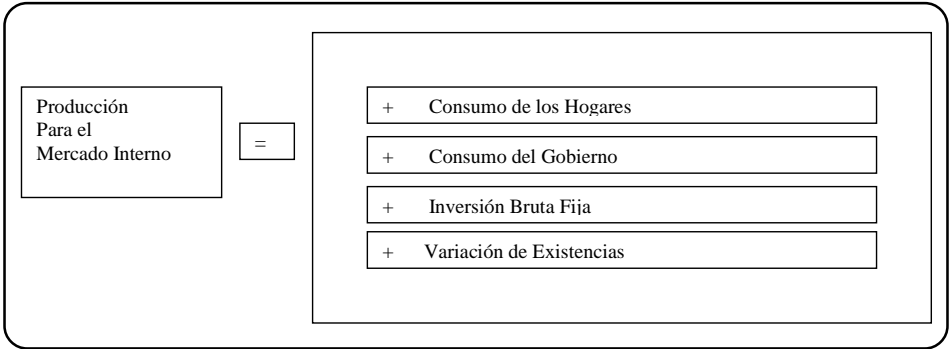 Producción
Para el
Mercado Interno
=
+ Consumo de los Hogares
+ Consumo del Gobierno
+ Inversión Bruta Fija
+ Variación de Existencias